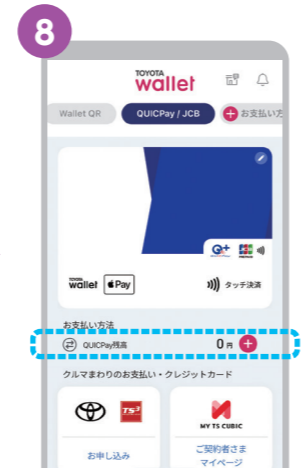 8
TOYOTA
wallet
Wallet QR
QUICPay / JCB
お支払い方
Q+ JCB
TOYOTA
wallet
Pay
タッチ決済
お支払い方法
QUICPay残高
0 円
クルマまわりのお支払い・クレジットカード
TS3
MY TS CUBIC
お申し込み
ご契約者さま
マイページ